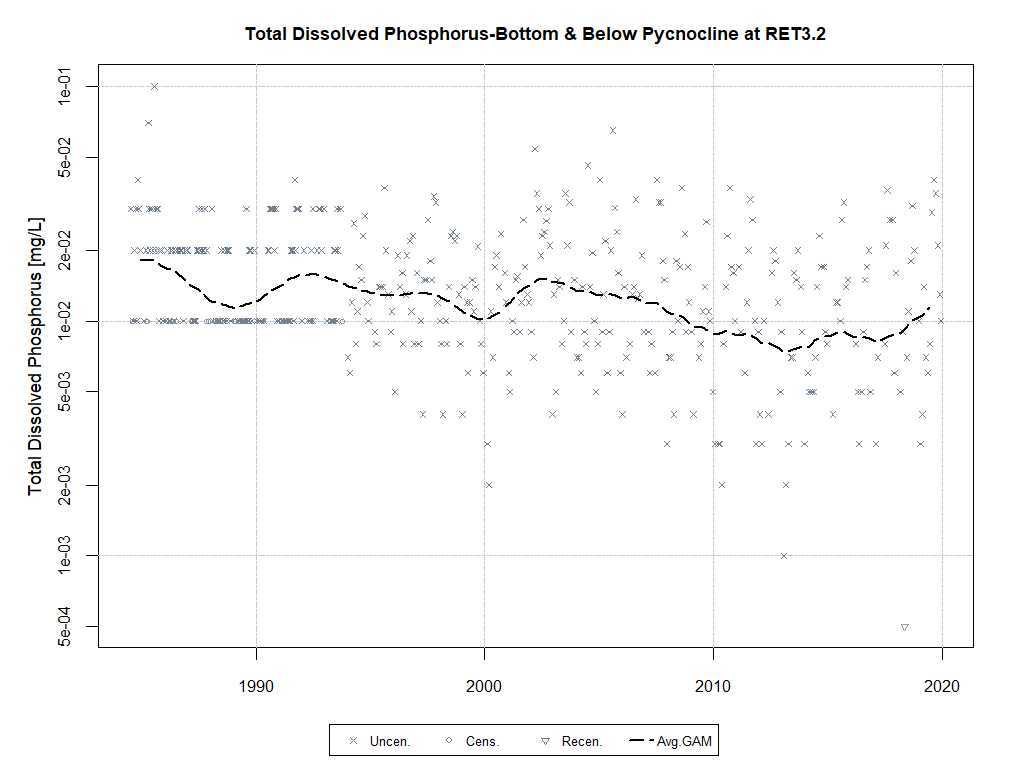 Total Dissolved Phosphorus-Bottom & Below Pycnocline at RET3.2
Total Dissolved Phosphorus [mg/L]
1e-01
5e-02
2e-02
1e-02
5e-03
2e-03
1e-03
5e-04
1990 2000 2010 2020
Uncen. Cens. Recen. Avg.GAM